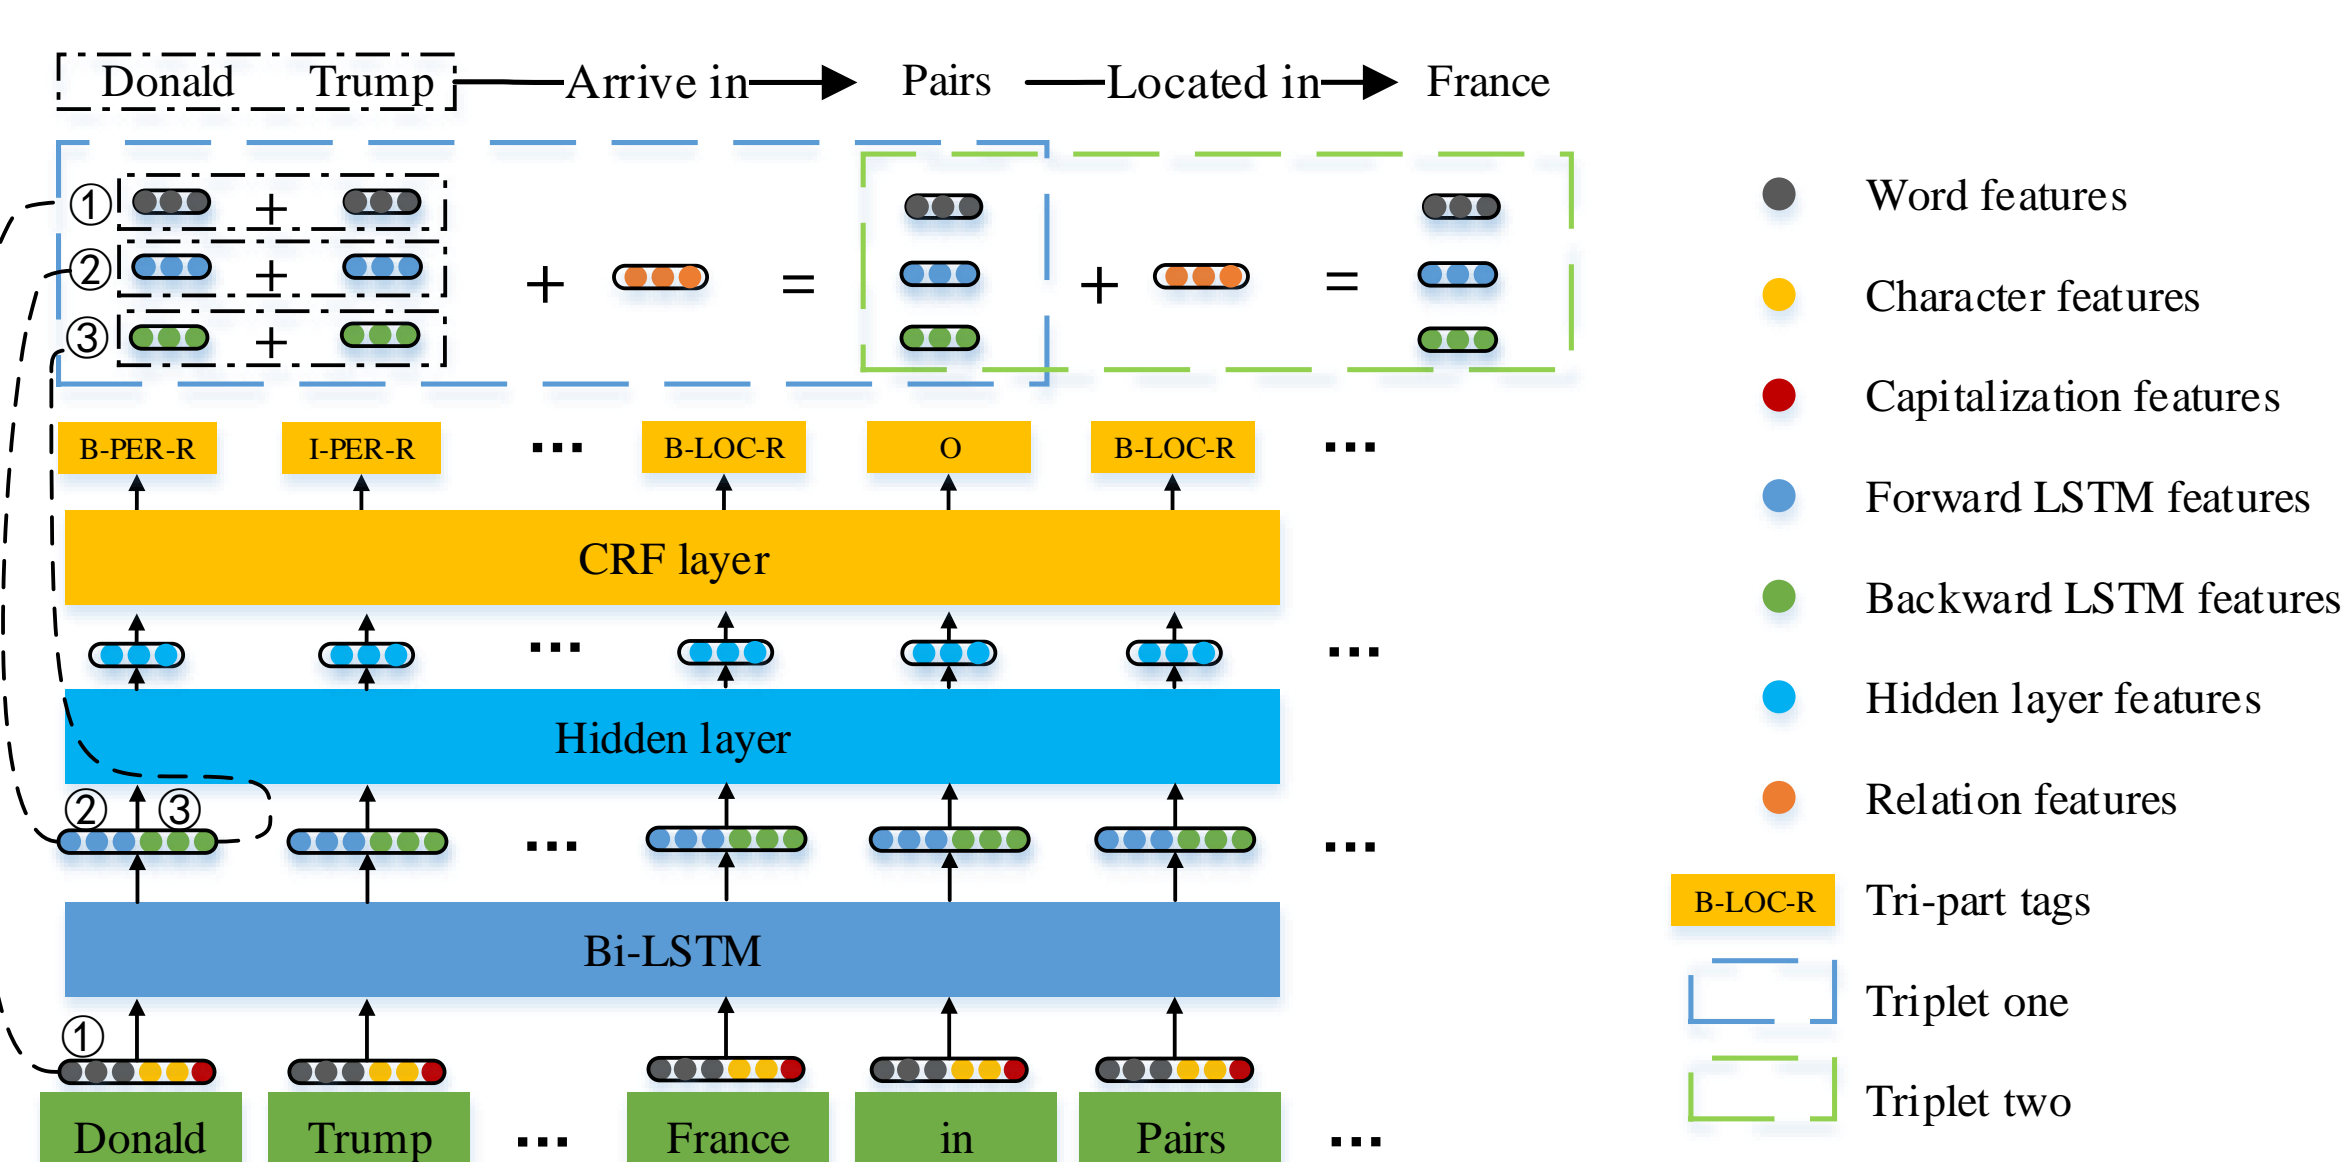 Donald Trump Arrive in Pairs Located in France
① + +
② + + = + =
③ +
B-PER-R I-PER-R ... B-LOC-R O B-LOC-R ...
CRF layer
... ...
Hidden layer
② ③
... ...
Bi-LSTM
①
Donald Trump ... France in Pairs ...
Word features
Character features
Capitalization features
Forward LSTM features
Backward LSTM features
Hidden layer features
Relation features
B-LOC-R Tri-part tags
Triplet one
Triplet two